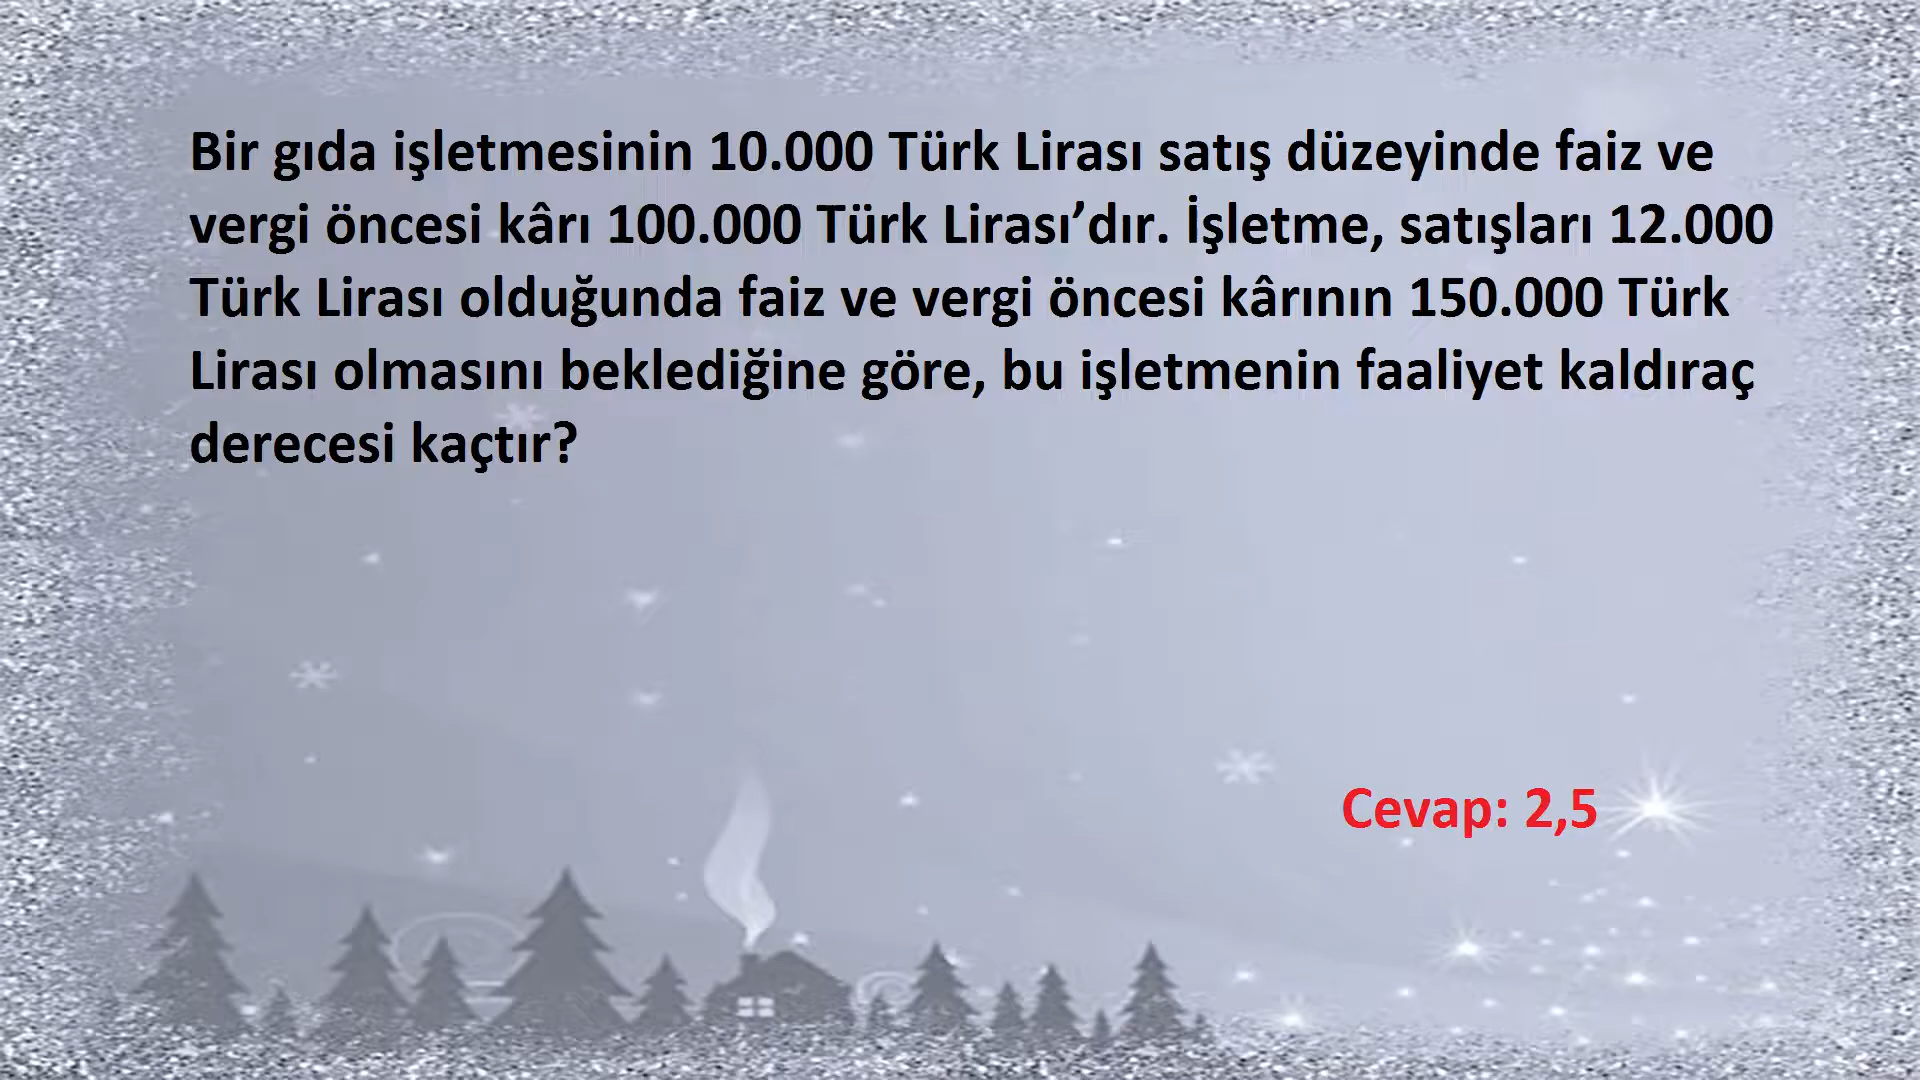 Bir gıda işletmesinin 10.000 Türk Lirası satış düzeyinde faiz ve
vergi öncesi kârı 100.000 Türk Lirası’dır. İşletme, satışları 12.000
Türk Lirası olduğunda faiz ve vergi öncesi kârının 150.000 Türk
Lirası olmasını beklediğine göre, bu işletmenin faaliyet kaldıraç
derecesi kaçtır?
Cevap: 2,5